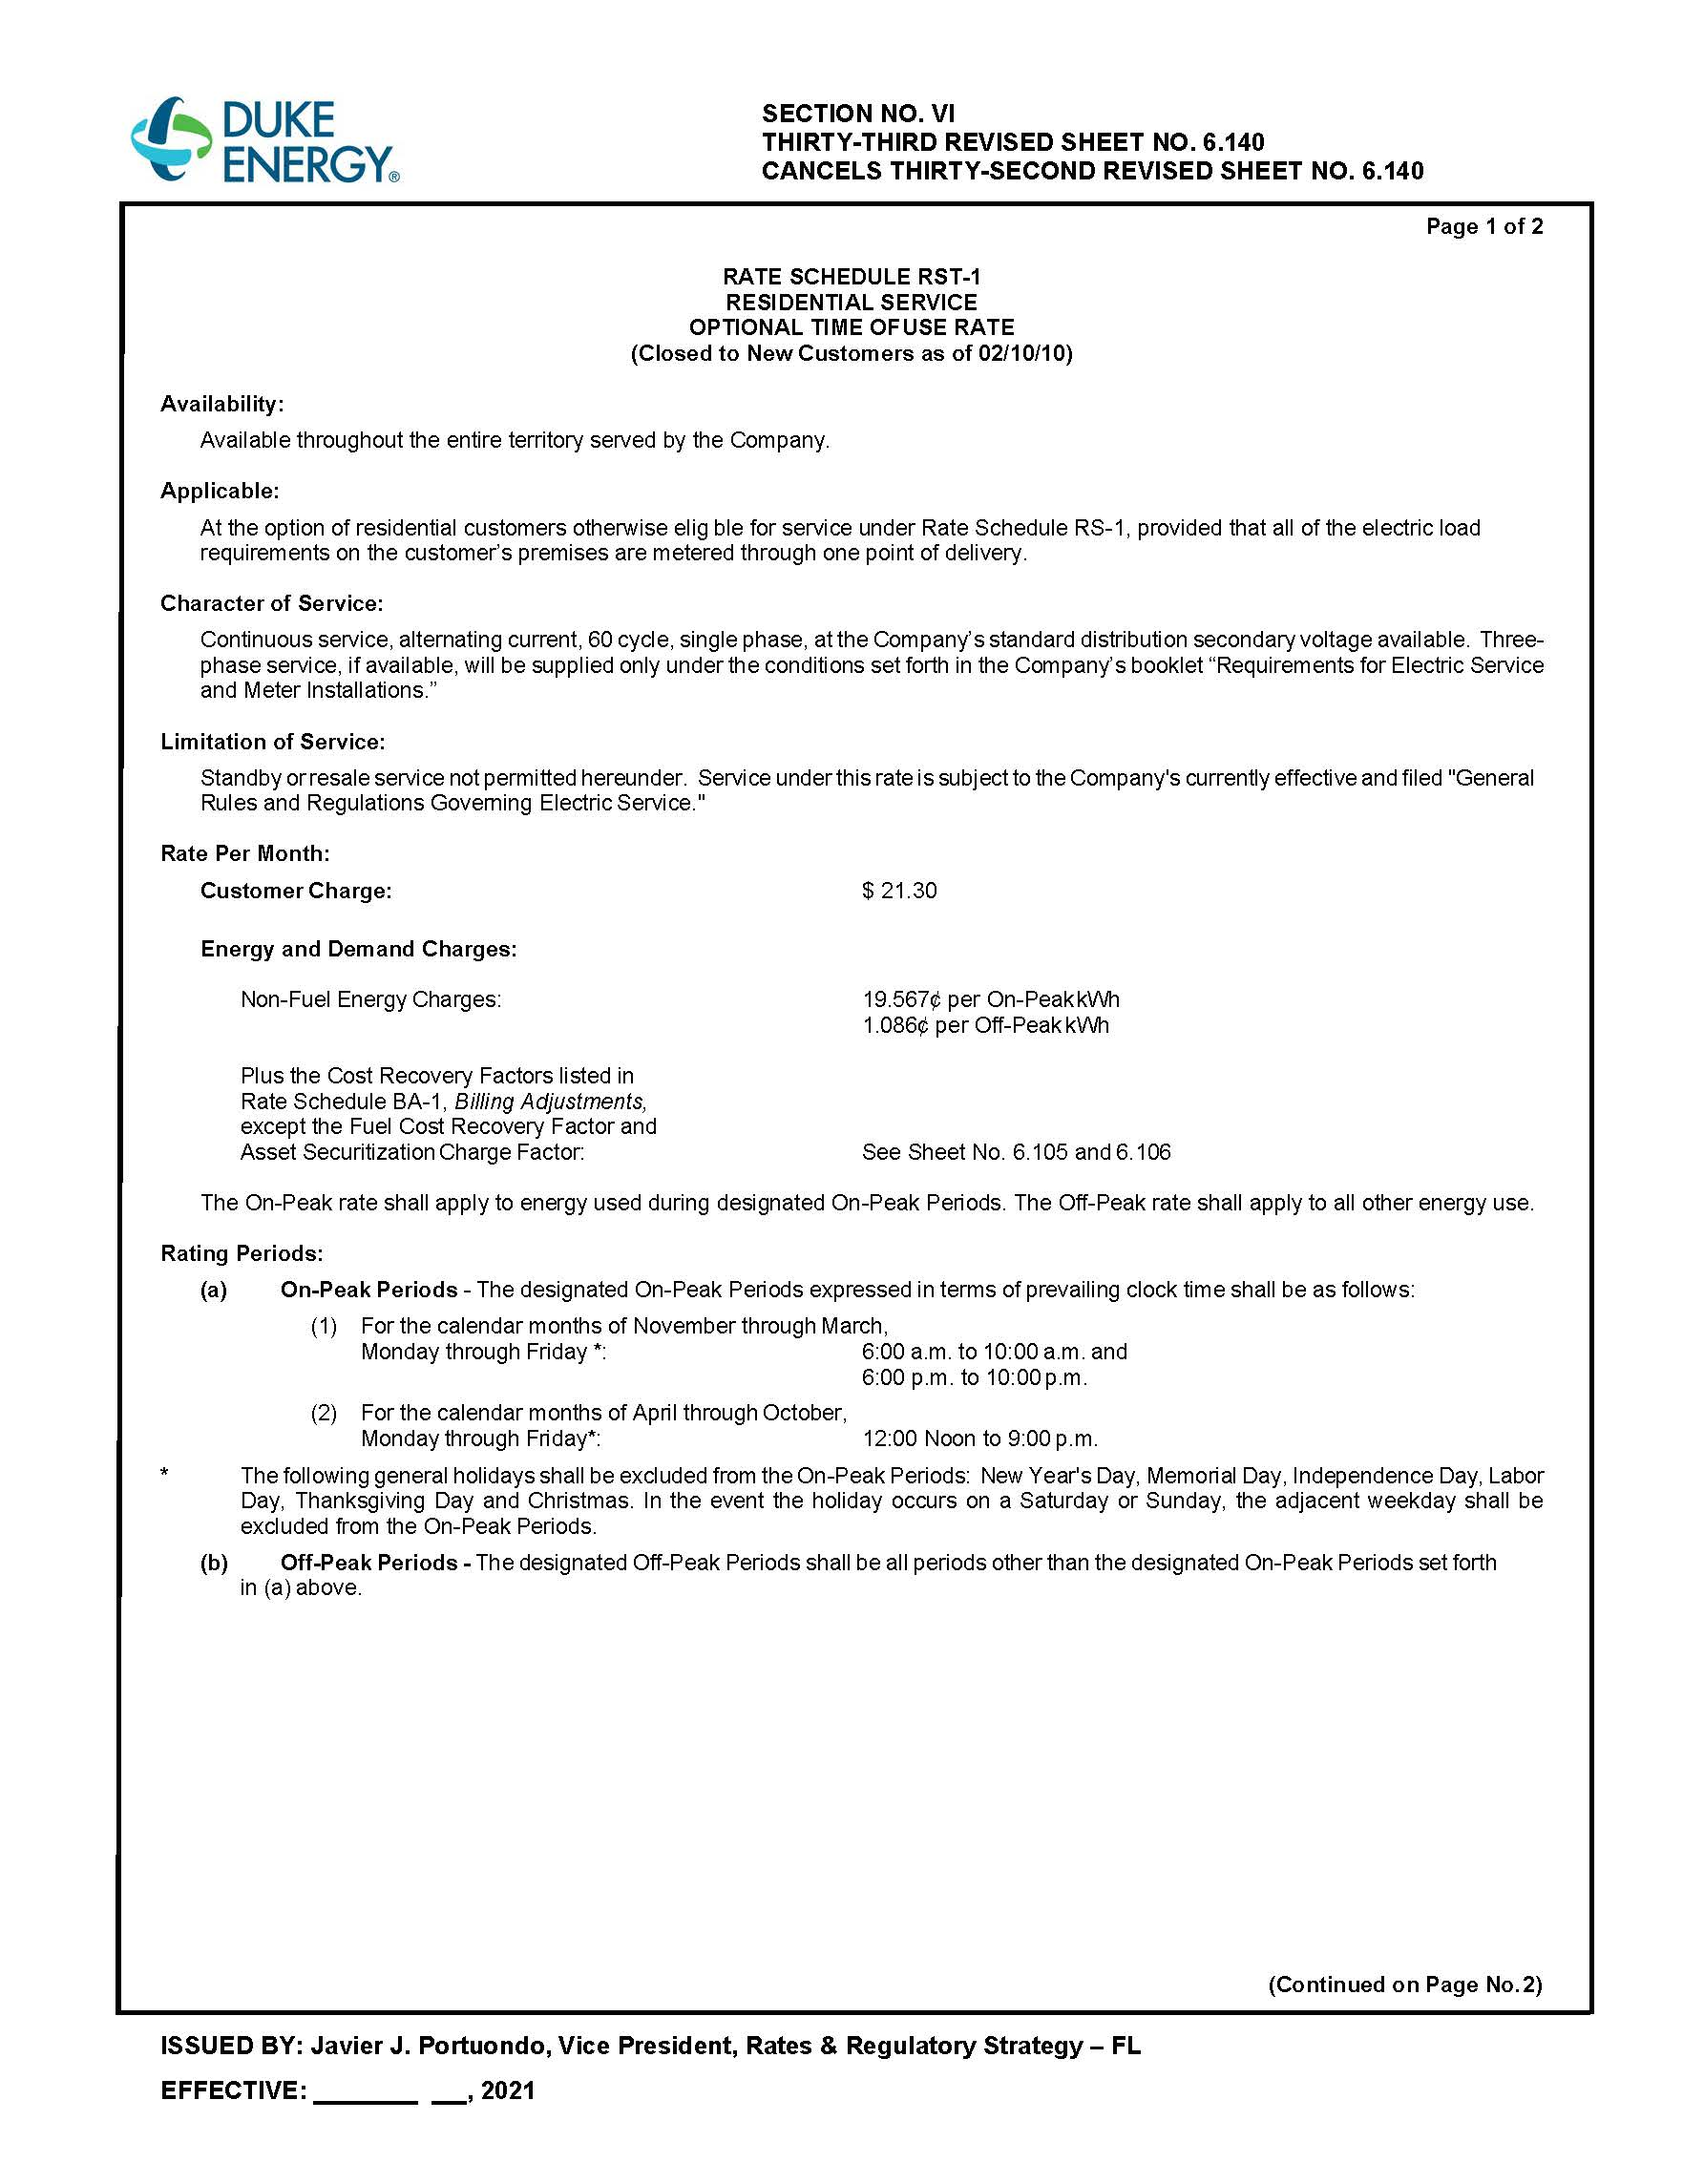 DUKE
ENERGY®
SECTION NO. VI
THIRTY-THIRD REVISED SHEET NO. 6.140
CANCELS THIRTY-SECOND REVISED SHEET NO. 6.140
Page 1 of 2
RATE SCHEDULE RST-1
RESIDENTIAL SERVICE
OPTIONAL TIME OF USE RATE
(Closed to New Customers as of 02/10/10)
Availability:
Available throughout the entire territory served by the Company.
Applicable:
At the option of residential customers otherwise elig ble for service under Rate Schedule RS-1, provided that all of the electric load
requirements on the customer’s premises are metered through one point of delivery.
Character of Service:
Continuous service, alternating current, 60 cycle, single phase, at the Company’s standard distribution secondary voltage available. Three-
phase service, if available, will be supplied only under the conditions set forth in the Company’s booklet “Requirements for Electric Service
and Meter Installations.”
Limitation of Service:
Standby or resale service not permitted hereunder. Service under this rate is subject to the Company's currently effective and filed "General
Rules and Regulations Governing Electric Service."
Rate Per Month:
Customer Charge: $ 21.30
Energy and Demand Charges:
Non-Fuel Energy Charges: 19.567¢ per On-Peak kWh
1.086¢ per Off-Peak kWh
Plus the Cost Recovery Factors listed in
Rate Schedule BA-1, Billing Adjustments,
except the Fuel Cost Recovery Factor and
Asset Securitization Charge Factor: See Sheet No. 6.105 and 6.106
The On-Peak rate shall apply to energy used during designated On-Peak Periods. The Off-Peak rate shall apply to all other energy use.
Rating Periods:
(a) On-Peak Periods - The designated On-Peak Periods expressed in terms of prevailing clock time shall be as follows:
(1) For the calendar months of November through March,
Monday through Friday *: 6:00 a.m. to 10:00 a.m. and
6:00 p.m. to 10:00 p.m.
(2) For the calendar months of April through October,
Monday through Friday*: 12:00 Noon to 9:00 p.m.
* The following general holidays shall be excluded from the On-Peak Periods: New Year's Day, Memorial Day, Independence Day, Labor
Day, Thanksgiving Day and Christmas. In the event the holiday occurs on a Saturday or Sunday, the adjacent weekday shall be
excluded from the On-Peak Periods.
(b) Off-Peak Periods - The designated Off-Peak Periods shall be all periods other than the designated On-Peak Periods set forth
in (a) above.
(Continued on Page No. 2)
ISSUED BY: Javier J. Portuondo, Vice President, Rates & Regulatory Strategy – FL
EFFECTIVE: ________ ___, 2021